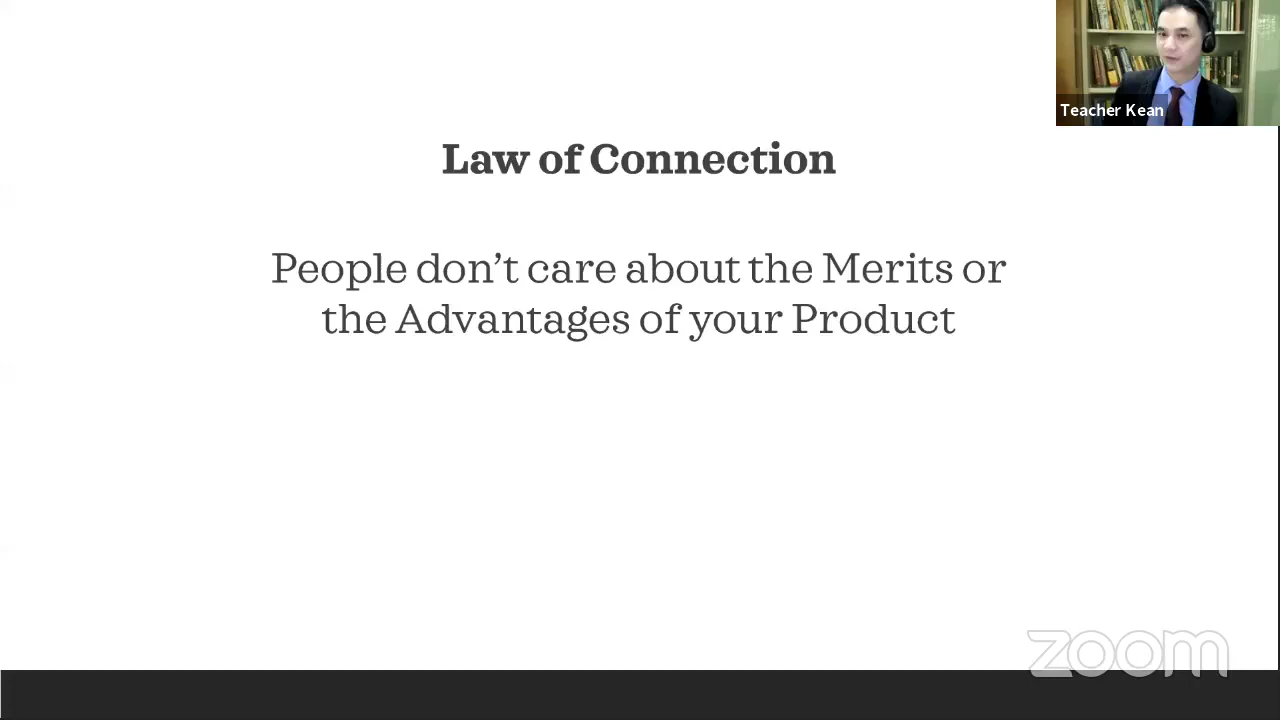 Teacher Kean
Law of Connection
People don’t care about the Merits or
the Advantages of your Product
zoom